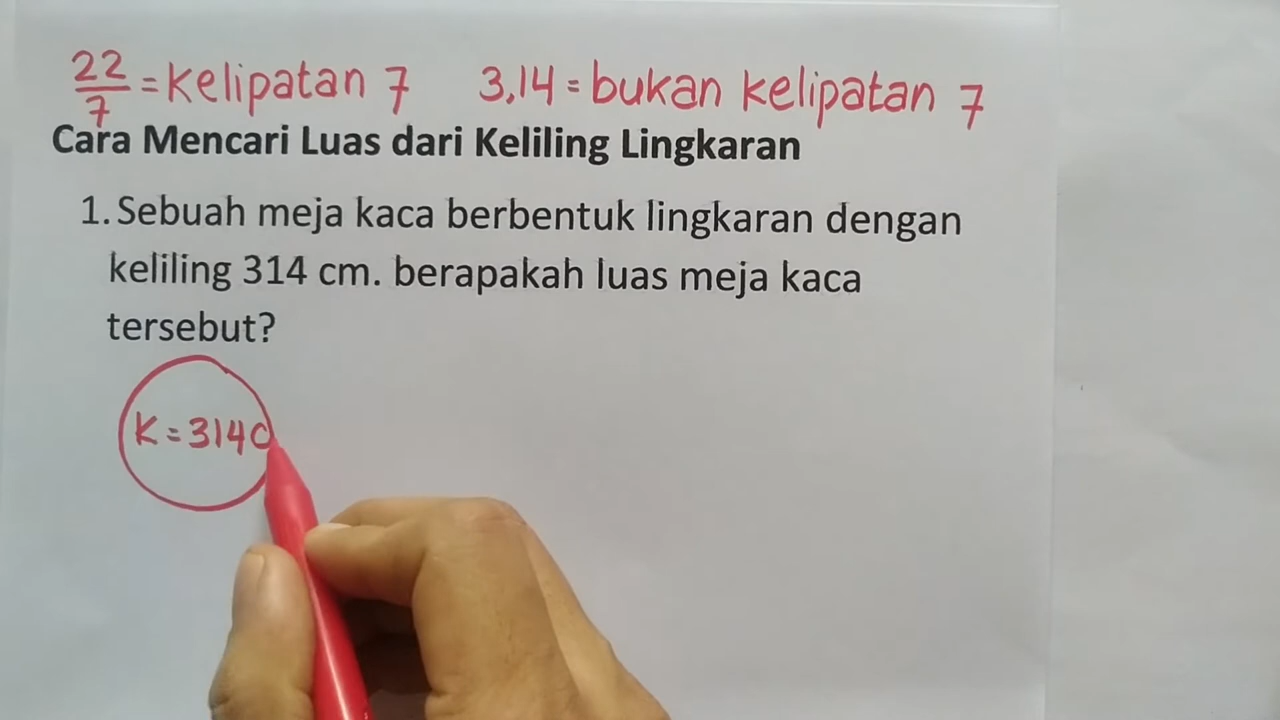 22/7 = kelipatan 7 3,14 = bukan kelipatan 7
Cara Mencari Luas dari Keliling Lingkaran
1. Sebuah meja kaca berbentuk lingkaran dengan
keliling 314 cm. berapakah luas meja kaca
tersebut?
K = 314c